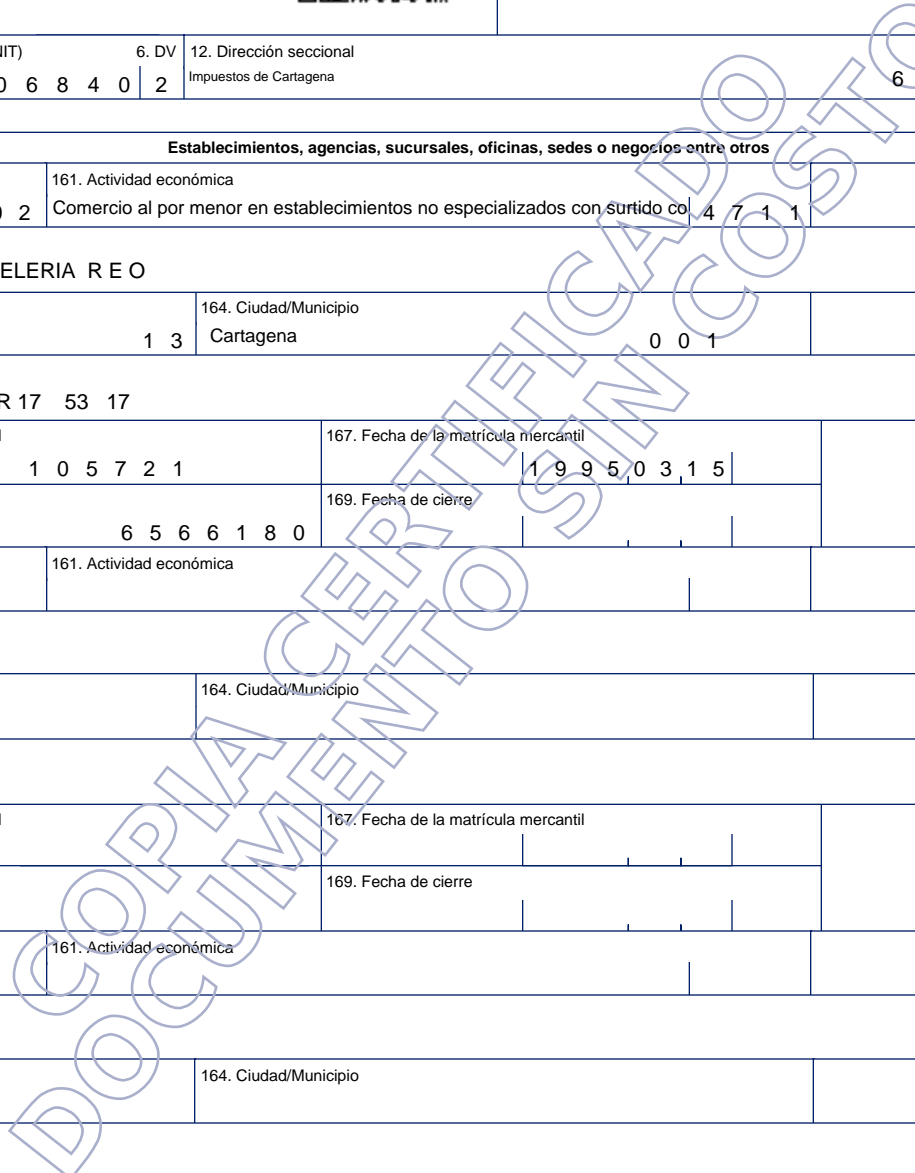 NIT) 6. DV 12. Dirección seccional
0 6 8 4 0 2 Impuestos de Cartagena 6
Establecimientos, agencias, sucursales, oficinas, sedes o negocios entre otros
161. Actividad económica
0 2 Comercio al por menor en establecimientos no especializados con surtido co 4 7 1 1
ELERIA R E O
164. Ciudad/Municipio
1 3 Cartagena 0 0 1
R 17 53 17
167. Fecha de la matrícula mercantil
1 0 5 7 2 1 1 9 9 5 0 3 1 5
169. Fecha de cierre
6 5 6 6 1 8 0
161. Actividad económica
164. Ciudad/Municipio
167. Fecha de la matrícula mercantil
169. Fecha de cierre
161. Actividad económica
164. Ciudad/Municipio
COPIA CERTIFICADO
DOCUMENTO SIN COSTO